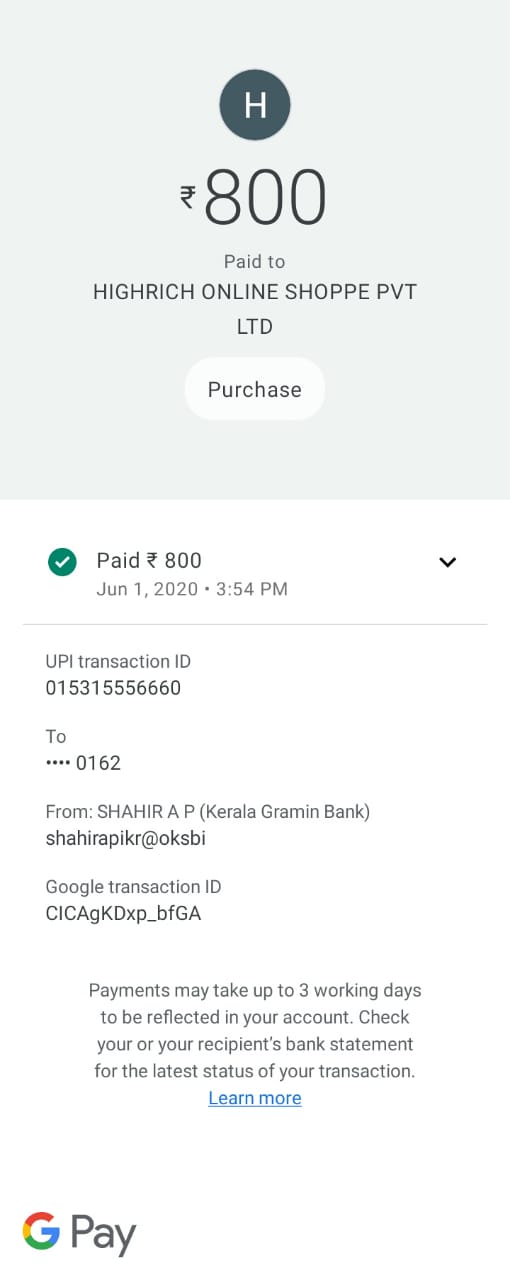 H
₹800
Paid to
HIGHRICH ONLINE SHOPPE PVT
LTD
Purchase
Paid ₹ 800
Jun 1, 2020 • 3:54 PM
UPI transaction ID
015315556660
To
•••• 0162
From: SHAHIR A P (Kerala Gramin Bank)
shahirapikr@oksbi
Google transaction ID
CICAgKDxp_bfGA
Payments may take up to 3 working days
to be reflected in your account. Check
your or your recipient's bank statement
for the latest status of your transaction.
Learn more
G Pay